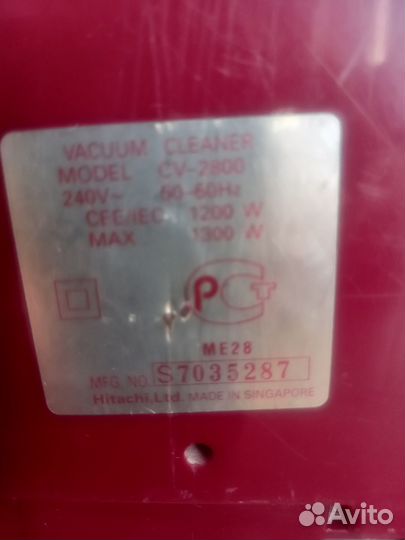 VACUUM CLEANER
MODEL CV-2800
240V~ 50-60Hz
CEE/IEC 1200 W
MAX 1300 W
PCT
ME28
MFG. NO. S7035287
Hitachi, Ltd. MADE IN SINGAPORE
Avito